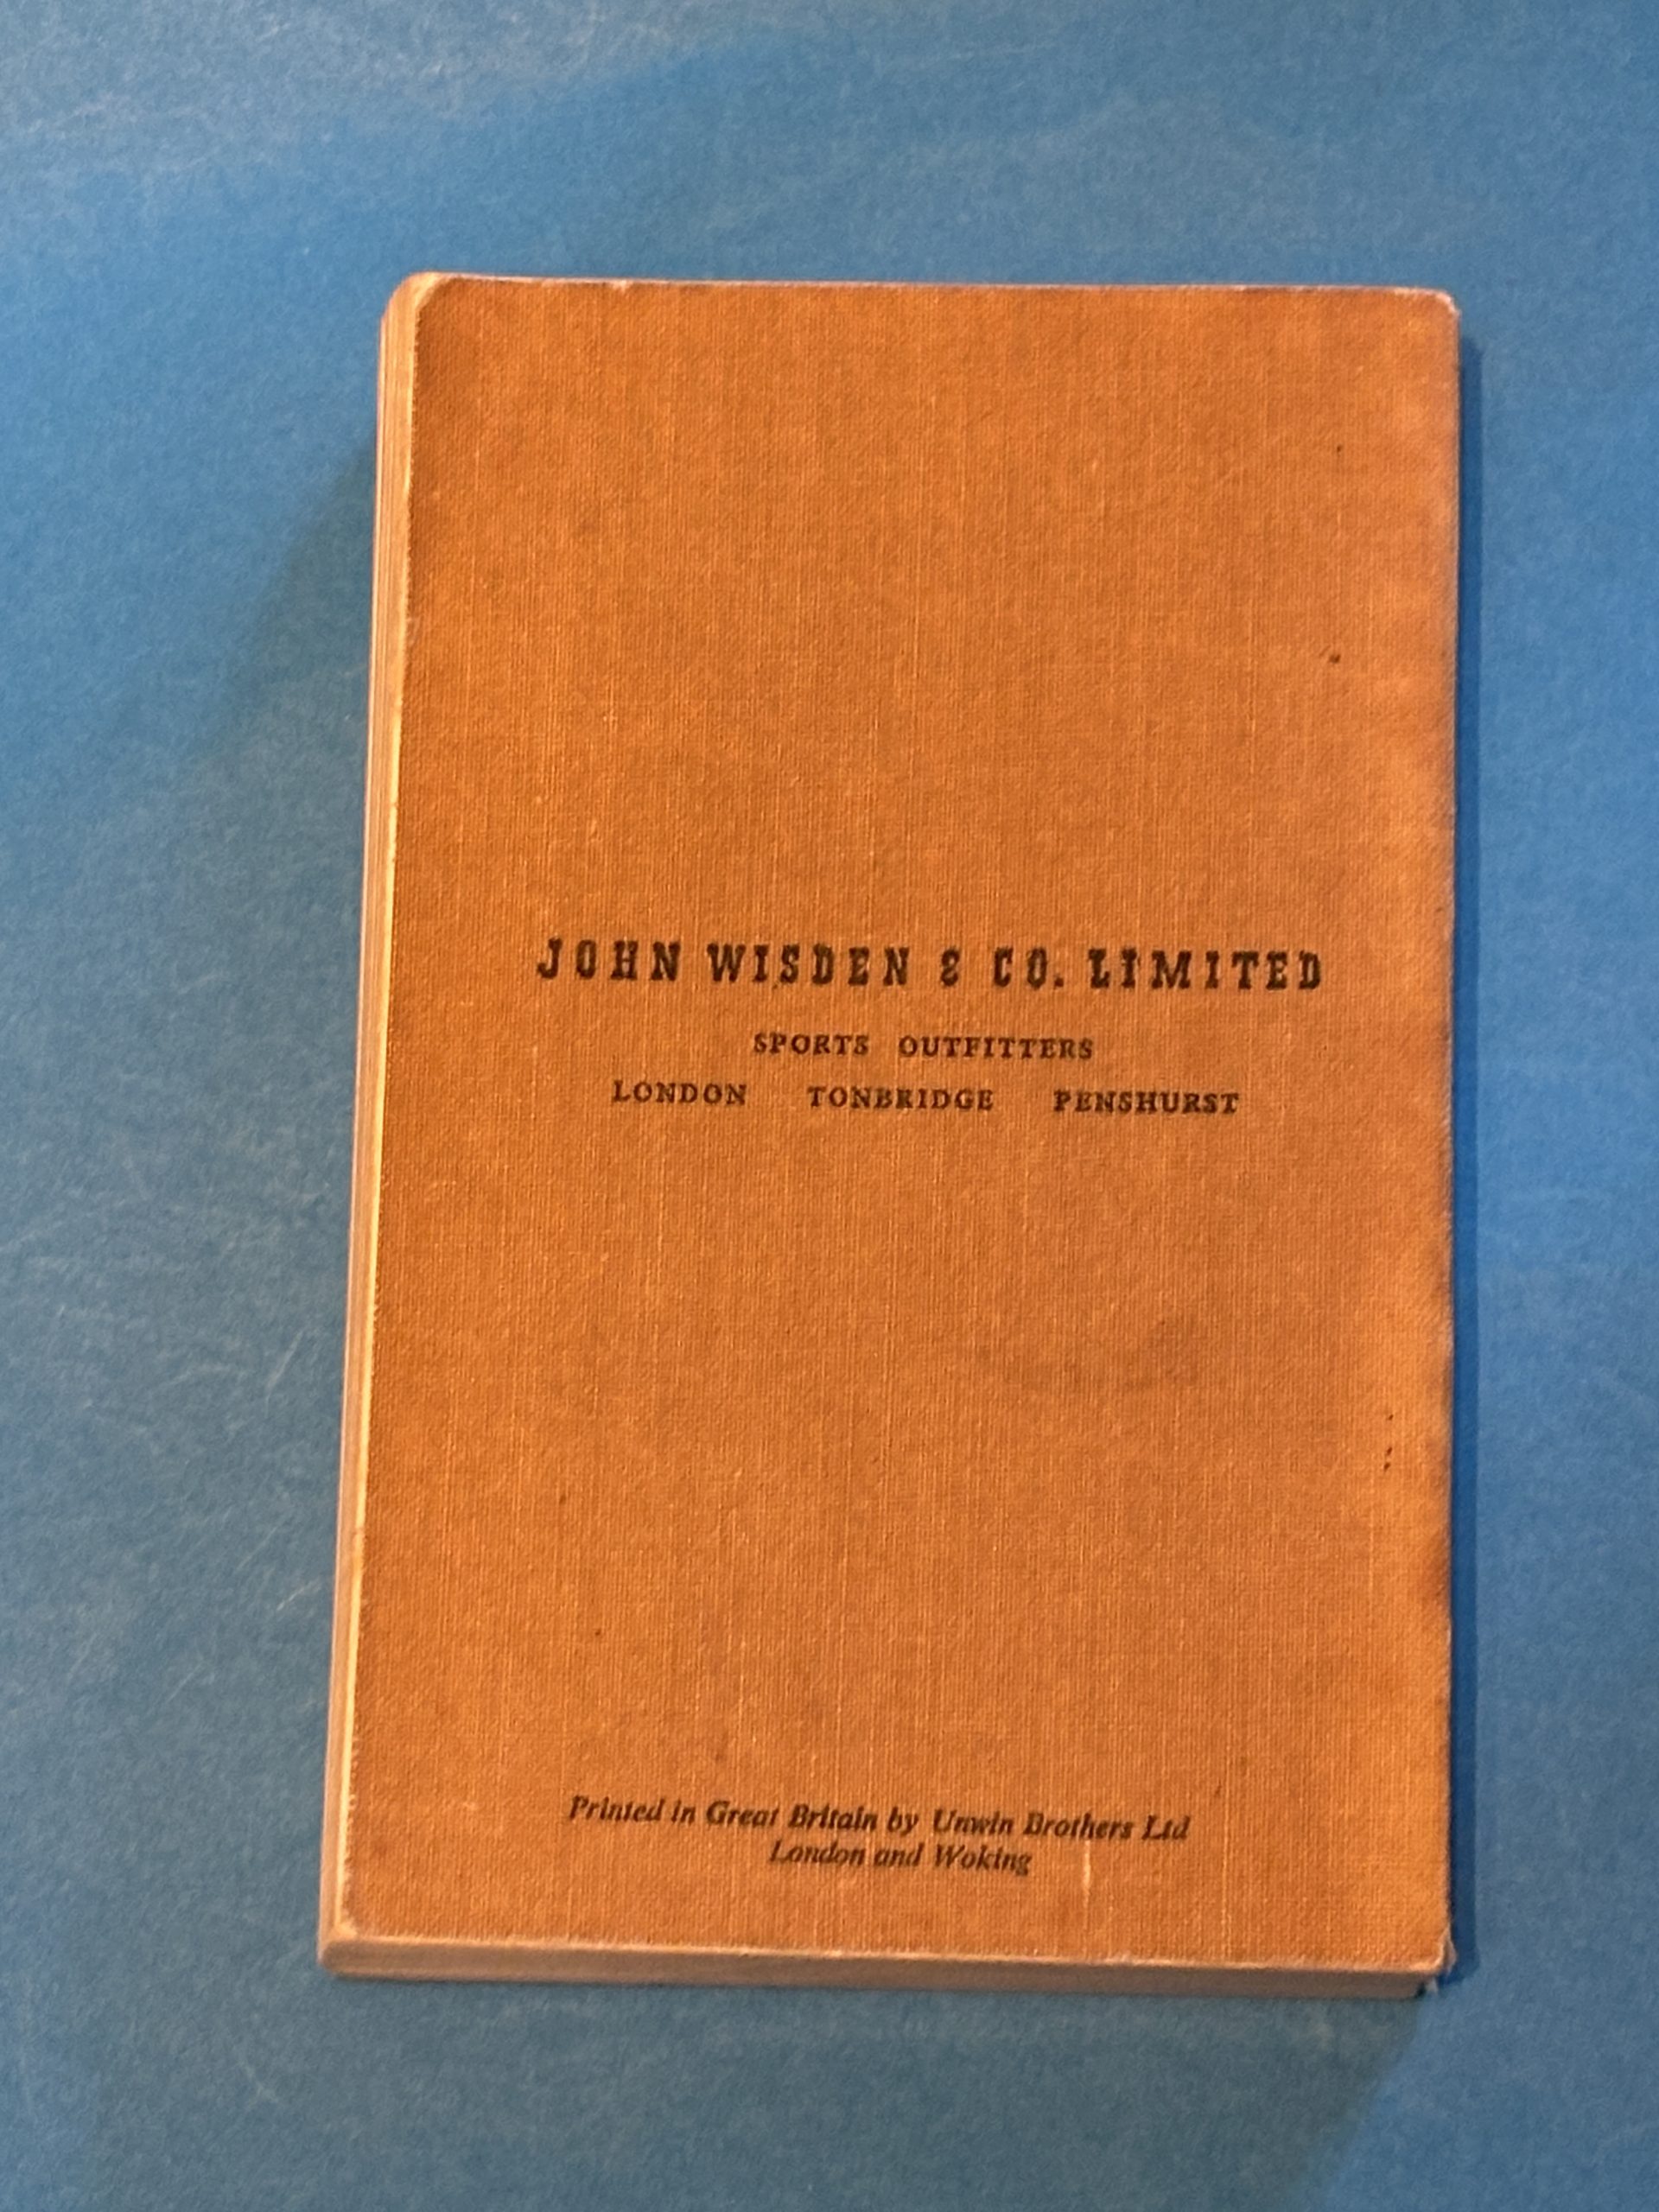 JOHN WISDEN & CO. LIMITED
SPORTS OUTFITTERS
LONDON TONBRIDGE PENSHURST
Printed in Great Britain by Unwin Brothers Ltd
London and Woking